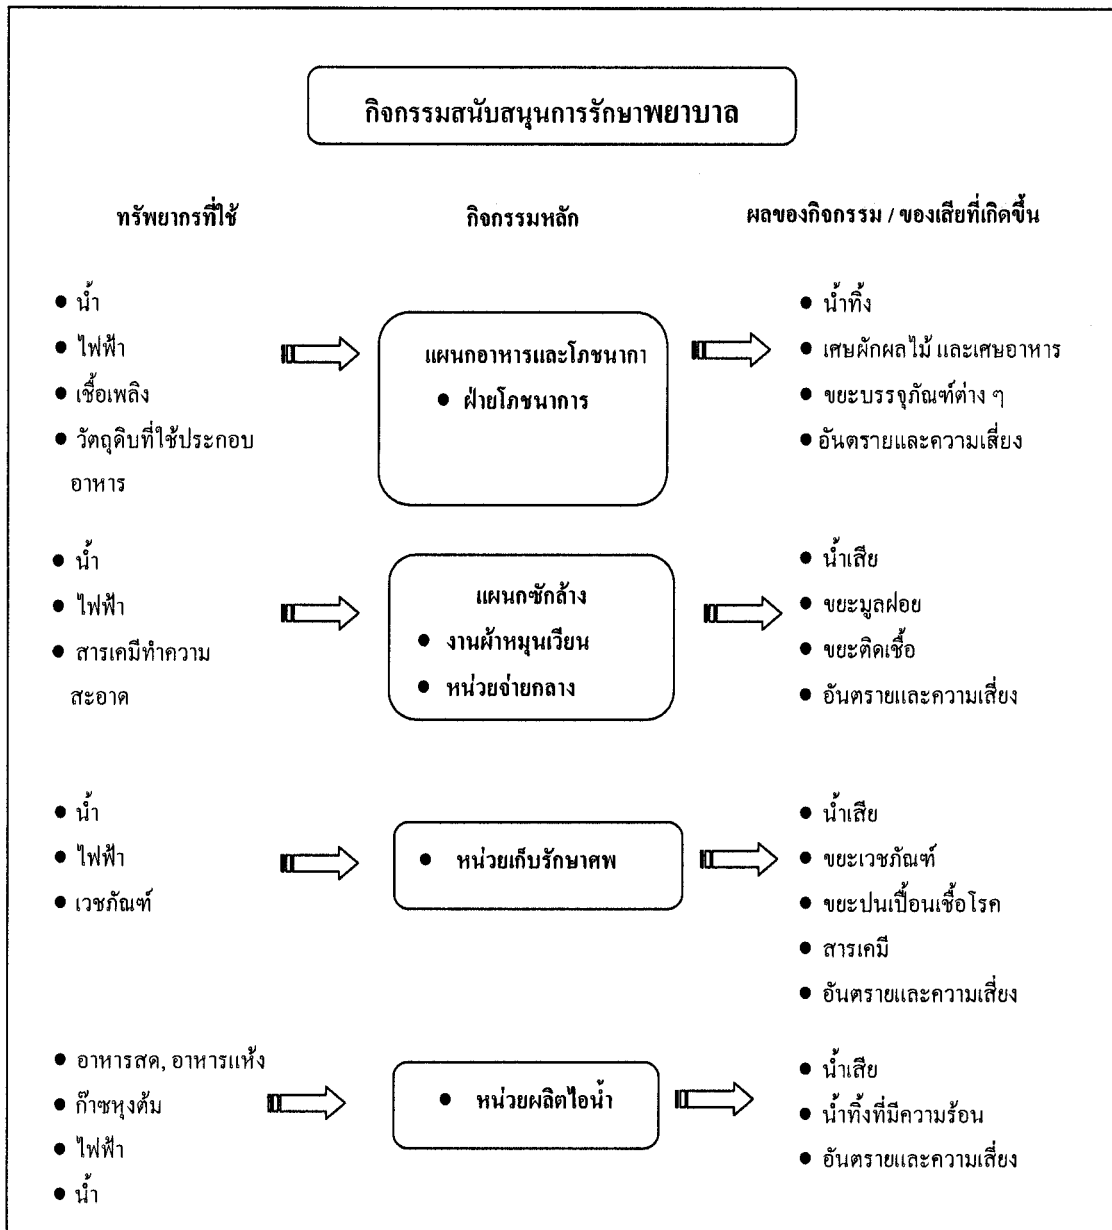 กิจกรรมสนับสนุนการรักษาพยาบาล
ทรัพยากรที่ใช้
กิจกรรมหลัก
ผลของกิจกรรม / ของเสียที่เกิดขึ้น
● น้ำ
● ไฟฟ้า
● เชื้อเพลิง
● วัตถุดิบที่ใช้ประกอบ
อาหาร
แผนกอาหารและโภชนากา
● ฝ่ายโภชนาการ
● น้ำทิ้ง
● เศษผักผลไม้ และเศษอาหาร
● ขยะบรรจุภัณฑ์ต่าง ๆ
● อันตรายและความเสี่ยง
● น้ำ
● ไฟฟ้า
● สารเคมีทำความ
สะอาด
แผนกซักล้าง
● งานผ้าหมุนเวียน
● หน่วยจ่ายกลาง
● น้ำเสีย
● ขยะมูลฝอย
● ขยะติดเชื้อ
● อันตรายและความเสี่ยง
● น้ำ
● ไฟฟ้า
● เวชภัณฑ์
● หน่วยเก็บรักษาศพ
● น้ำเสีย
● ขยะเวชภัณฑ์
● ขยะปนเปื้อนเชื้อโรค
● สารเคมี
● อันตรายและความเสี่ยง
● อาหารสด, อาหารแห้ง
● ก๊าซหุงต้ม
● ไฟฟ้า
● น้ำ
● หน่วยผลิตไอน้ำ
● น้ำเสีย
● น้ำทิ้งที่มีความร้อน
● อันตรายและความเสี่ยง